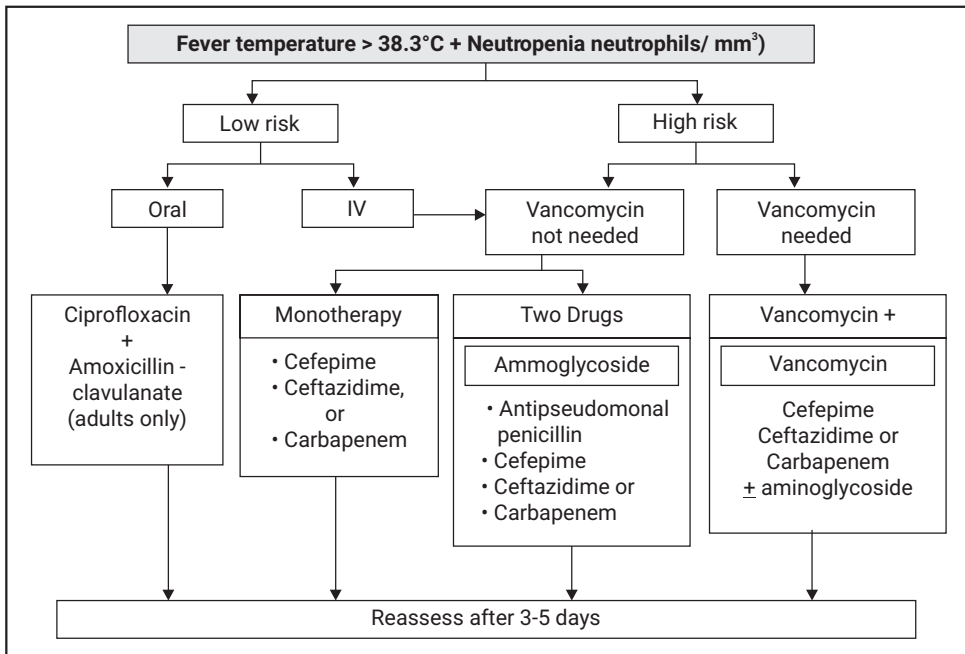 Fever temperature > 38.3°C + Neutropenia neutrophils/ mm³)
Low risk
High risk
Oral
IV
Vancomycin
not needed
Vancomycin
needed
Ciprofloxacin
+
Amoxicillin -
clavulanate
(adults only)
Monotherapy
• Cefepime
• Ceftazidime,
or
• Carbapenem
Two Drugs
Ammoglycoside
• Antipseudomonal
penicillin
• Cefepime
• Ceftazidime or
• Carbapenem
Vancomycin +
Vancomycin
Cefepime
Ceftazidime or
Carbapenem
± aminoglycoside
Reassess after 3-5 days